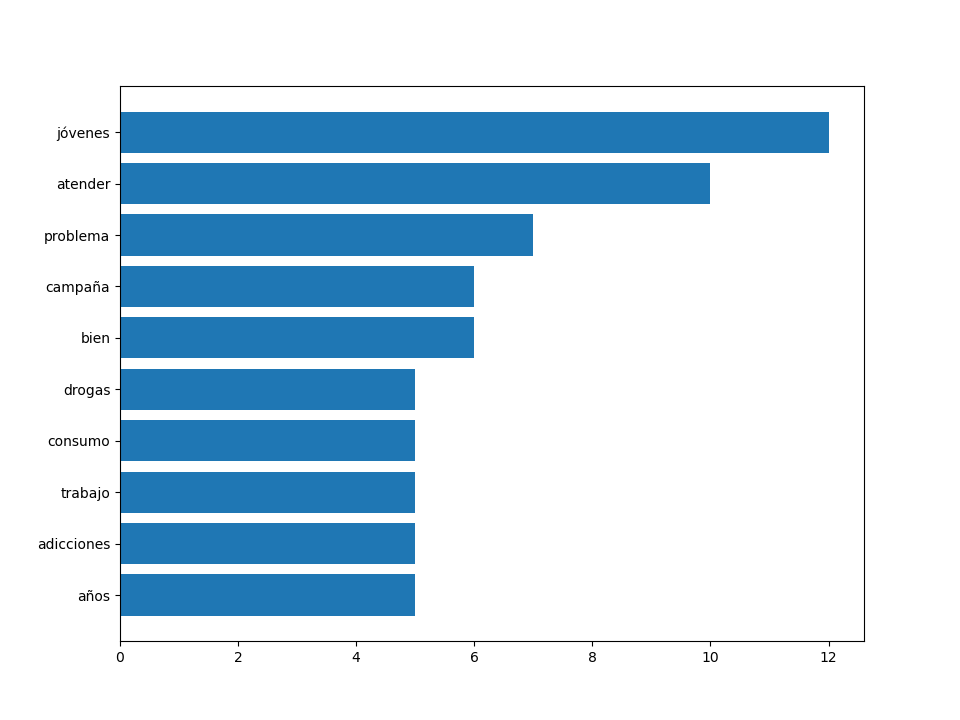 jóvenes
atender
problema
campaña
bien
drogas
consumo
trabajo
adicciones
años
0 2 4 6 8 10 12